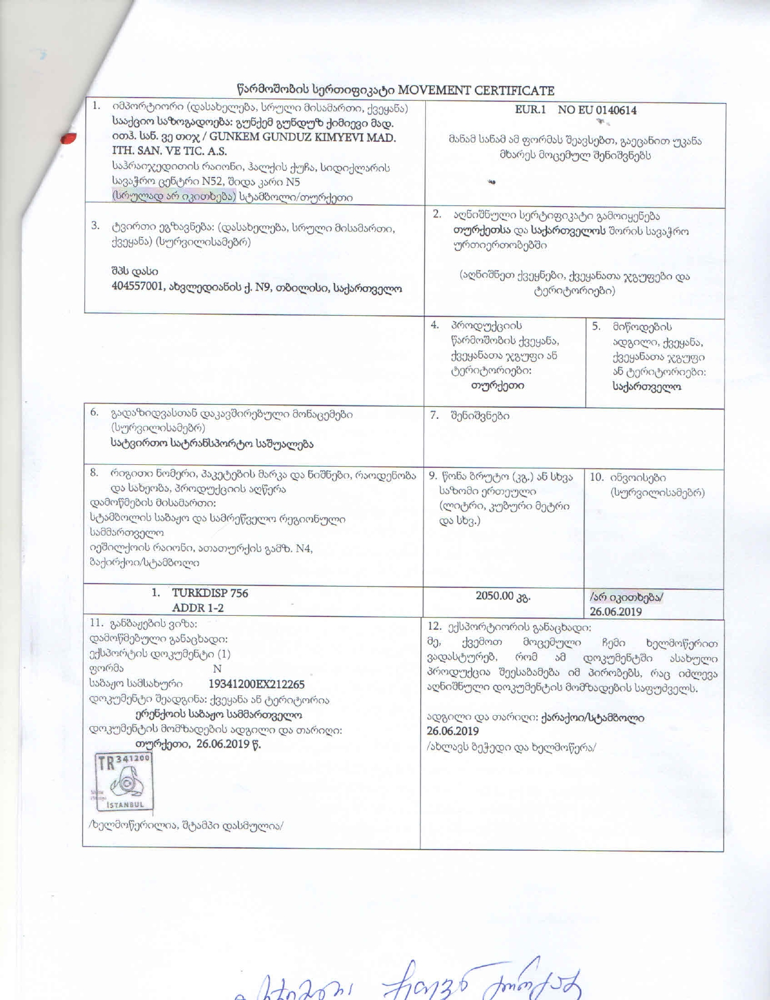 წარმოშობის სერთიფიკატი MOVEMENT CERTIFICATE
1. იმპორტიორი (დასახელება, სრული მისამართი, ქვეყანა)
სააქციო საზოგადოება: გუნქემ გუნდუზ ქიმიევი მად.
ითჰ. სან. ვე თიჯ / GUNKEM GUNDUZ KIMYEVI MAD.
ITH. SAN. VE TIC. A.S.
საჰრაიჯედითის რაიონი, ჰალქის ქუჩა, სიდიქლარის
სავაჭრო ცენტრი N52, შიდა კარი N5
(სრულად არ იკითხება) სტამბოლი/თურქეთი
EUR.1 NO EU 0140614
მანამ სანამ ამ ფორმას შეავსებთ, გაეცანით უკანა
მხარეს მოცემულ შენიშვნებს
3. ტვირთი ეგზავნება: (დასახელება, სრული მისამართი,
ქვეყანა) (სურვილისამებრ)
შპს დასი
404557001, ახვლედიანის ქ. N9, თბილისი, საქართველო
2. აღნიშნული სერტიფიკატი გამოიყენება
თურქეთსა და საქართველოს შორის სავაჭრო
ურთიერთობებში
(აღნიშნეთ ქვეყნები, ქვეყანათა ჯგუფები და
ტერიტორიები)
4. პროდუქციის
წარმოშობის ქვეყანა,
ქვეყანათა ჯგუფი ან
ტერიტორიები:
თურქეთი
5. მიწოდების
ადგილი, ქვეყანა,
ქვეყანათა ჯგუფი
ან ტერიტორიები:
საქართველო
6. გადაზიდვასთან დაკავშირებული მონაცემები
(სურვილისამებრ)
სატვირთო სატრანსპორტო საშუალება
7. შენიშვნები
8. რიგითი ნომერი, პაკეტების მარკა და ნიშნები, რაოდენობა
და სახეობა, პროდუქციის აღწერა
დამოწმების მისამართი:
სტამბოლის საბაჟო და სამრეწველო რეგიონული
სამმართველო
იეშილქოის რაიონი, ათათურქის გამზ. N4,
ბაქირქოი/სტამბოლი
9. წონა ბრუტო (კგ.) ან სხვა
საზომი ერთეული
(ლიტრი, კუბური მეტრი
და სხვ.)
10. ინვოისები
(სურვილისამებრ)
1. TURKDISP 756
ADDR 1-2
2050.00 კგ.
/არ იკითხება/
26.06.2019
11. განბაჟების ვიზა:
დამოწმებული განაცხადი:
ექსპორტის დოკუმენტი (1)
ფორმა N
საბაჟო სამსახური 19341200EX212265
დოკუმენტი შეადგინა: ქვეყანა ან ტერიტორია
ერენქოის საბაჟო სამმართველო
დოკუმენტის მომზადების ადგილი და თარიღი:
თურქეთი, 26.06.2019 წ.
TR 341200
ISTANBUL
/ხელმოწერილია, შტამპი დასმულია/
12. ექსპორტიორის განაცხადი:
მე, ქვემოთ მოცემული ჩემი ხელმოწერით
ვადასტურებ, რომ ამ დოკუმენტში ასახული
პროდუქცია შეესაბამება იმ პირობებს, რაც იძლევა
აღნიშნული დოკუმენტის მომზადების საფუძველს.
ადგილი და თარიღი: ქარაქოი/სტამბოლი
26.06.2019
/ახლავს ბეჭედი და ხელმოწერა/